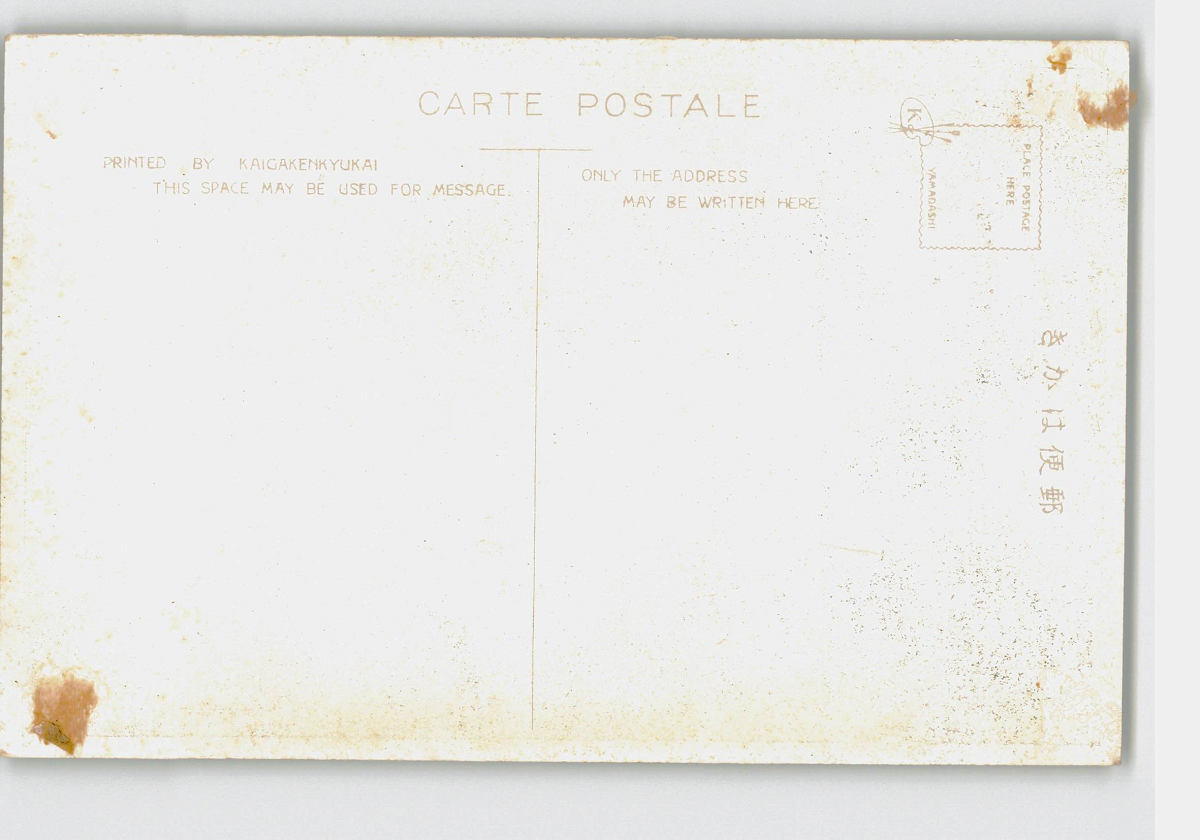 CARTE POSTALE
PRINTED BY KAIGAKENKYUKAI
THIS SPACE MAY BE USED FOR MESSAGE.
ONLY THE ADDRESS
MAY BE WRITTEN HERE
K
PLACE POSTAGE
HERE
YAMADASHI
きかは便郵